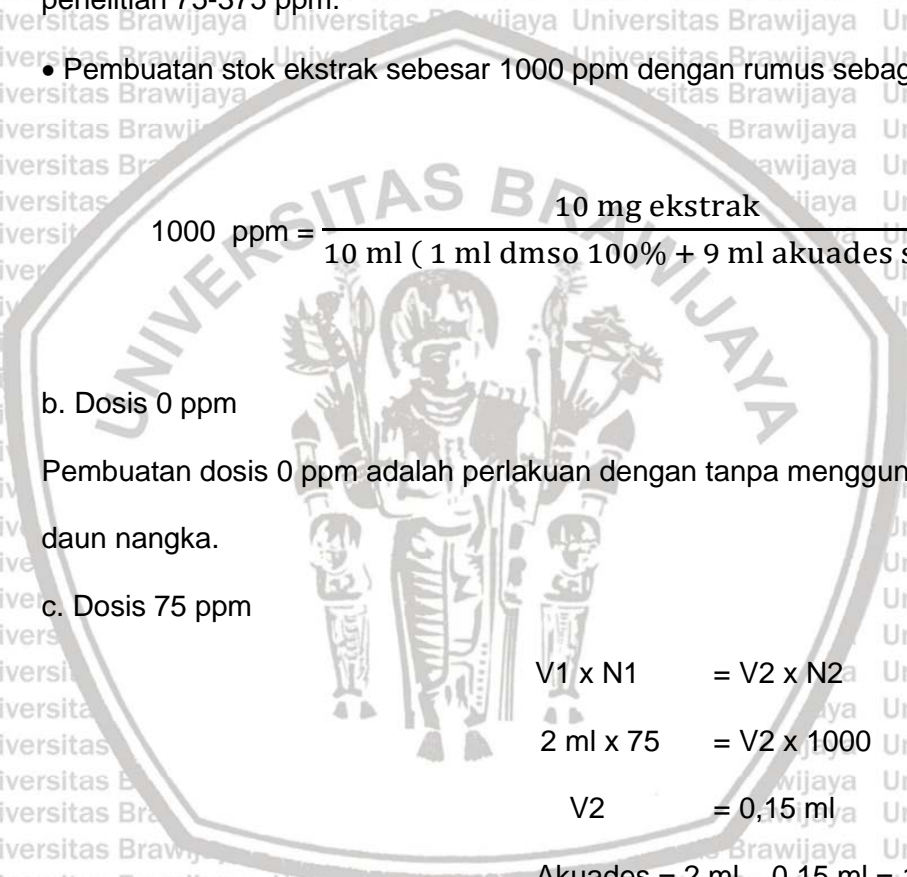 penelitian 75-375 ppm.
• Pembuatan stok ekstrak sebesar 1000 ppm dengan rumus
1000 ppm = 10 mg ekstrak
10 ml ( 1 ml dmso 100% + 9 ml akuades
b. Dosis 0 ppm
Pembuatan dosis 0 ppm adalah perlakuan dengan tanpa
daun nangka.
c. Dosis 75 ppm
V1 x N1 = V2 x N2
2 ml x 75 = V2 x 1000
V2 = 0,15 ml
Akuades = 2 ml – 0,15 ml =
UNIVERSITAS BRAWIJAYA